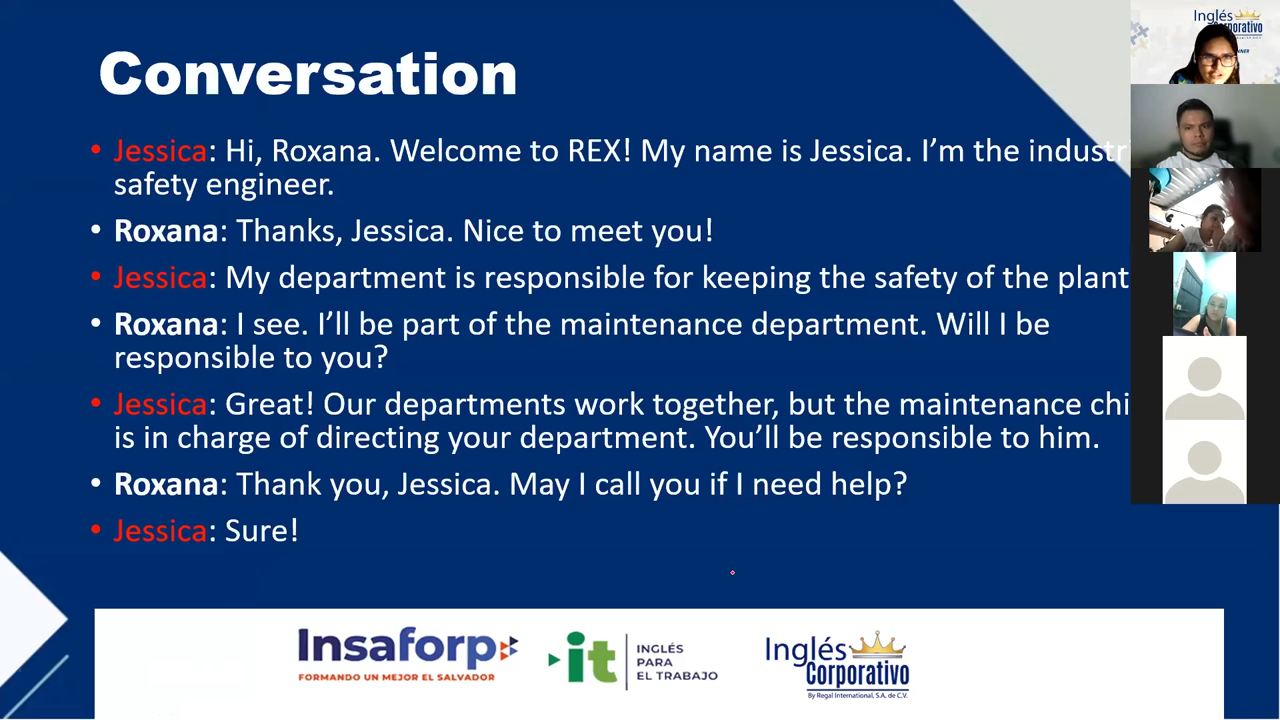 Conversation
Jessica: Hi, Roxana. Welcome to REX! My name is Jessica. I'm the
safety engineer.
Roxana: Thanks, Jessica. Nice to meet you!
Jessica: My department is responsible for keeping the safety of the plant
Roxana: I see. I'll be part of the maintenance department. Will I be
responsible to you?
Jessica: Great! Our departments work together, but the maintenance
is in charge of directing your department. You'll be responsible to him.
Roxana: Thank you, Jessica. May I call you if I need help?
Jessica: Sure!
Insaforp
FORMANDO UN MEJOR EL SALVADOR
it
INGLÉS
PARA
EL TRABAJO
Inglés
Corporativo
By Regal International, S.A. de C.V.
Inglés